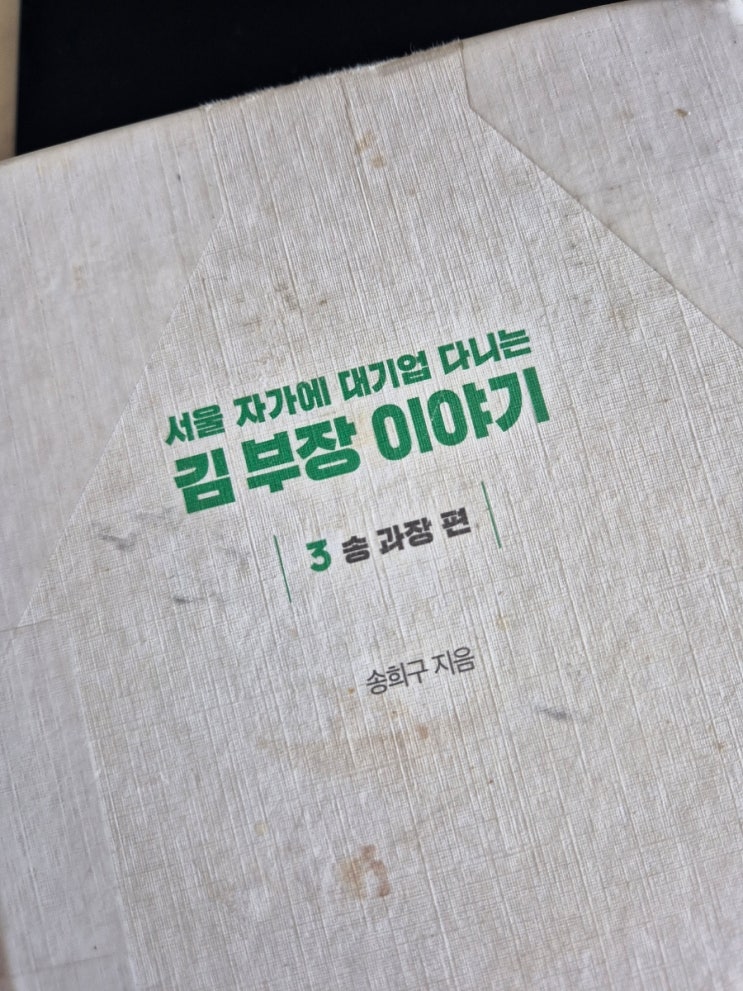 서울 자가에 대기업 다니는
김 부장 이야기
3 송 과장 편
송희구 지음